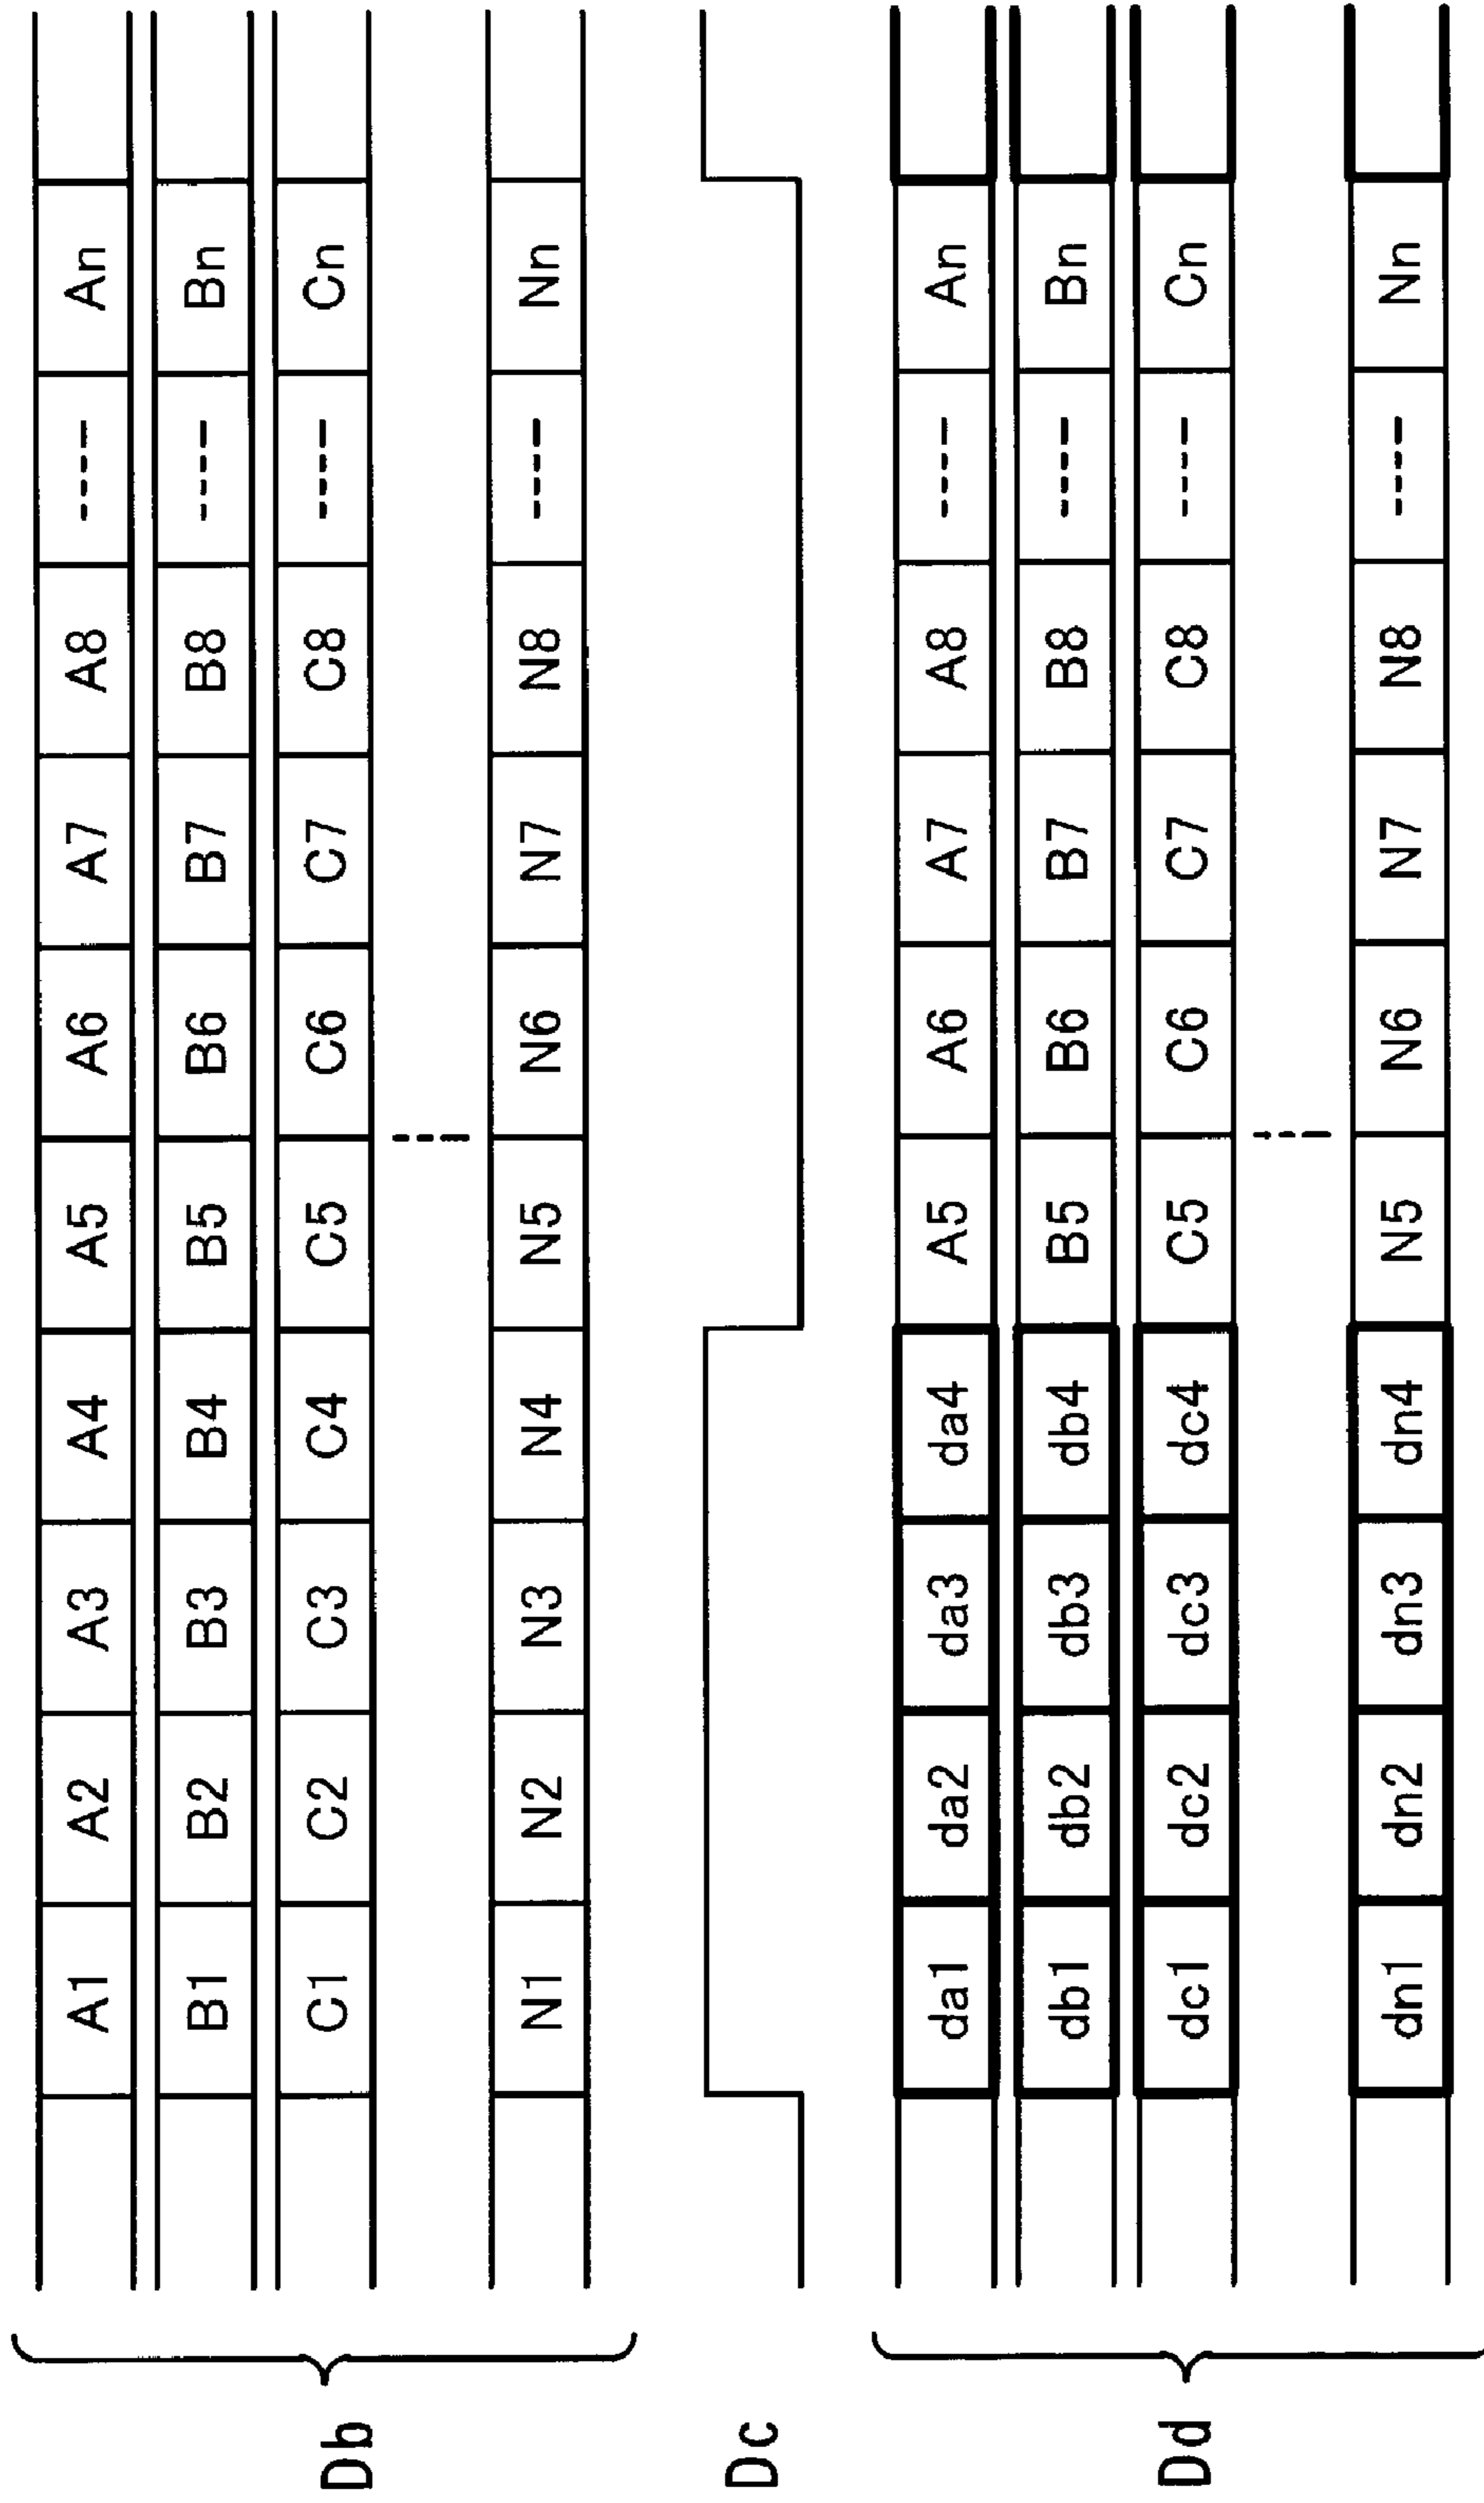 Db
A1 A2 A3 A4 A5 A6 A7 A8 ---- An
B1 B2 B3 B4 B5 B6 B7 B8 ---- Bn
C1 C2 C3 C4 C5 C6 C7 C8 ---- Cn
N1 N2 N3 N4 N5 N6 N7 N8 ---- Nn
Dc
Dd
da1 da2 da3 da4 A5 A6 A7 A8 ---- An
db1 db2 db3 db4 B5 B6 B7 B8 ---- Bn
dc1 dc2 dc3 dc4 C5 C6 C7 C8 ---- Cn
dn1 dn2 dn3 dn4 N5 N6 N7 N8 ---- Nn